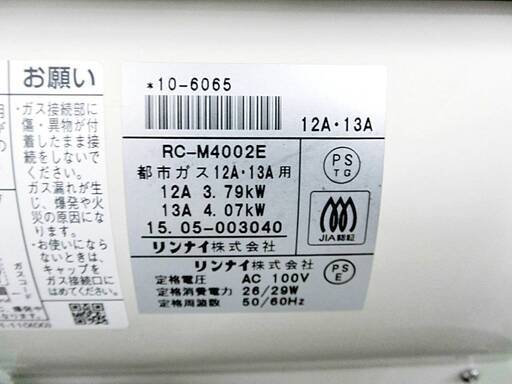 お願い
・ガス接続部に
傷・異物が付
着したまま接
続をしないで
ください。
ガス漏れが生
じ、爆発や火
災の原因にな
ります。
・お使いになら
ないときは、
キャップを
ガス接続口に
はめてください。
*10-6065
12A・13A
RC-M4002E
都市ガス12A・13A用
12A 3.79kW
13A 4.07kW
15.05-003040
リンナイ株式会社
PS
TG
JIA認証
リンナイ株式会社
定格電圧 AC 100V
定格消費電力 26/29W
定格周波数 50/60Hz
PS
E
ガスコード